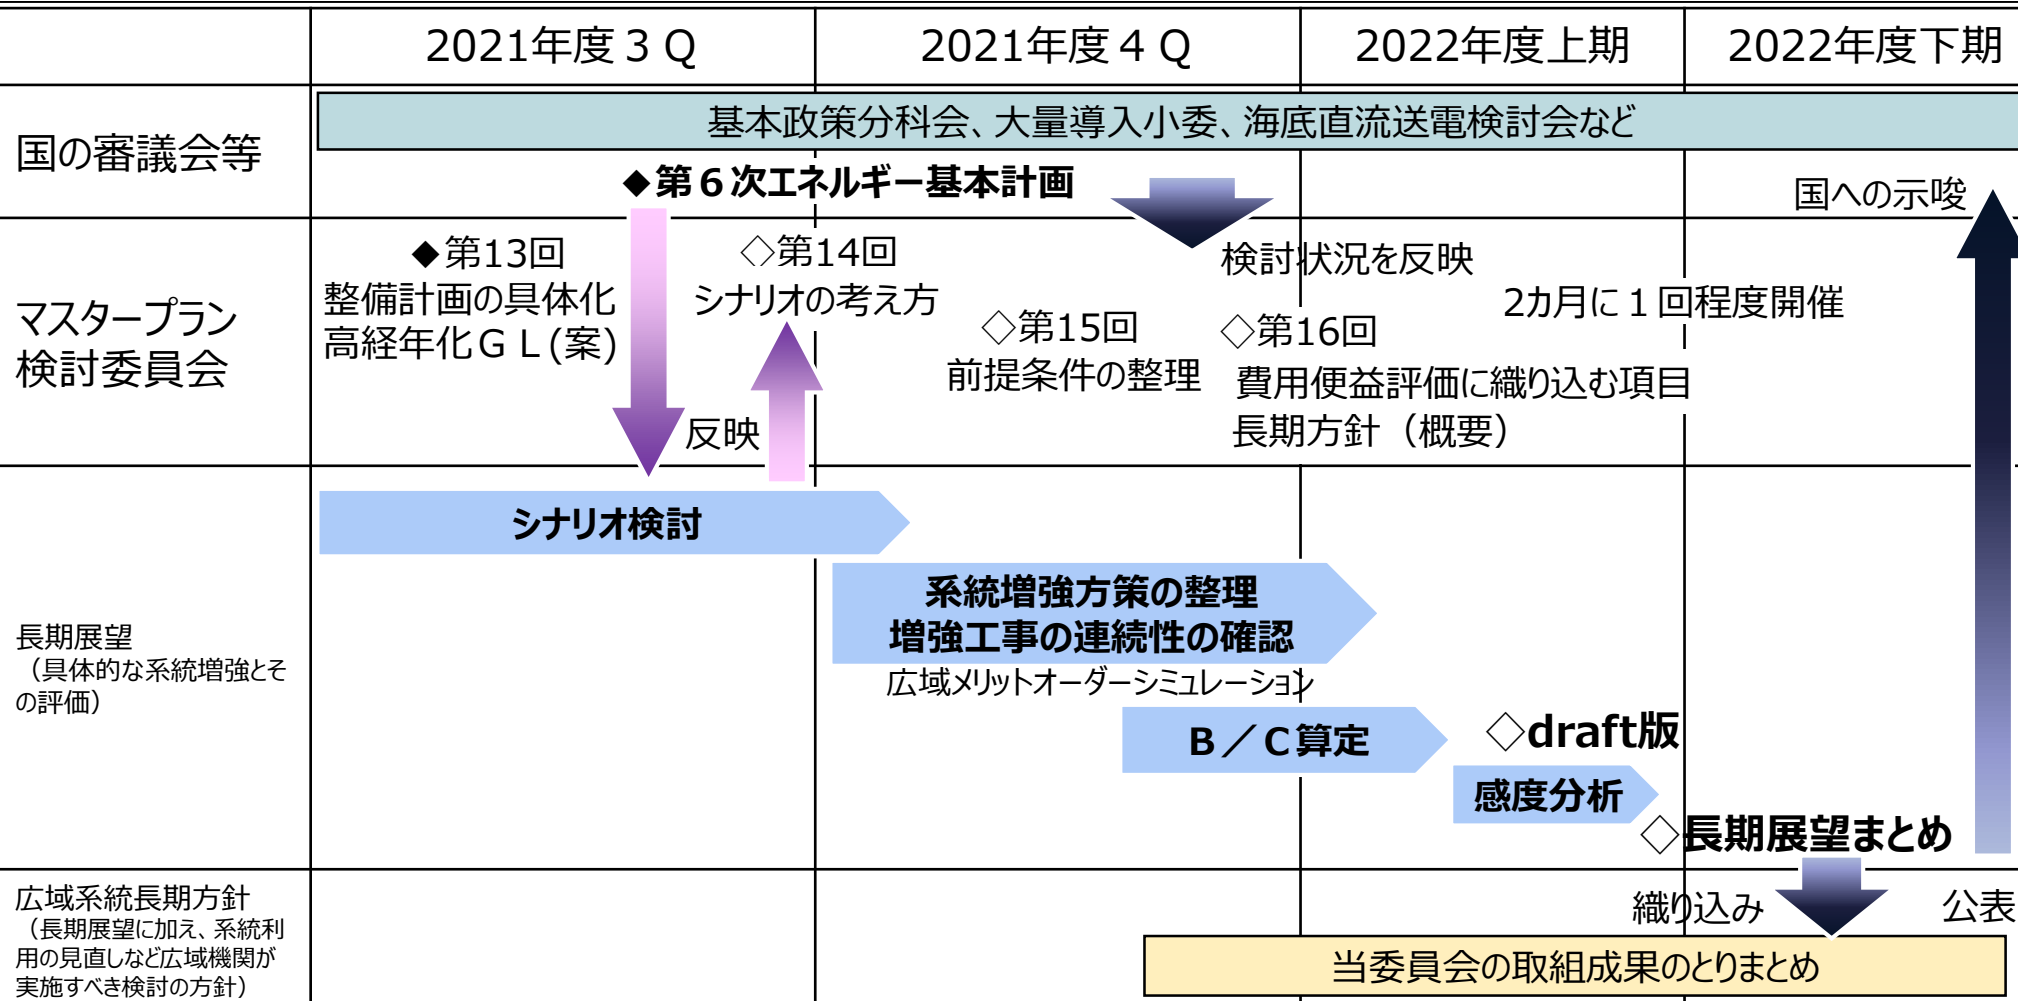 2021年度３Ｑ
2021年度４Ｑ
2022年度上期
2022年度下期
国の審議会等
基本政策分科会、大量導入小委、海底直流送電検討会など
◆第６次エネルギー基本計画
国への示唆
マスタープラン
検討委員会
◆第13回
整備計画の具体化
高経年化ＧＬ(案)
◇第14回
シナリオの考え方
反映
◇第15回
前提条件の整理
検討状況を反映
◇第16回
費用便益評価に織り込む項目
長期方針（概要）
2カ月に１回程度開催
長期展望
（具体的な系統増強とそ
の評価）
シナリオ検討
系統増強方策の整理
増強工事の連続性の確認
広域メリットオーダーシミュレーション
Ｂ／Ｃ算定
◇draft版
感度分析
◇長期展望まとめ
広域系統長期方針
（長期展望に加え、系統利
用の見直しなど広域機関が
実施すべき検討の方針）
織り込み
公表
当委員会の取組成果のとりまとめ